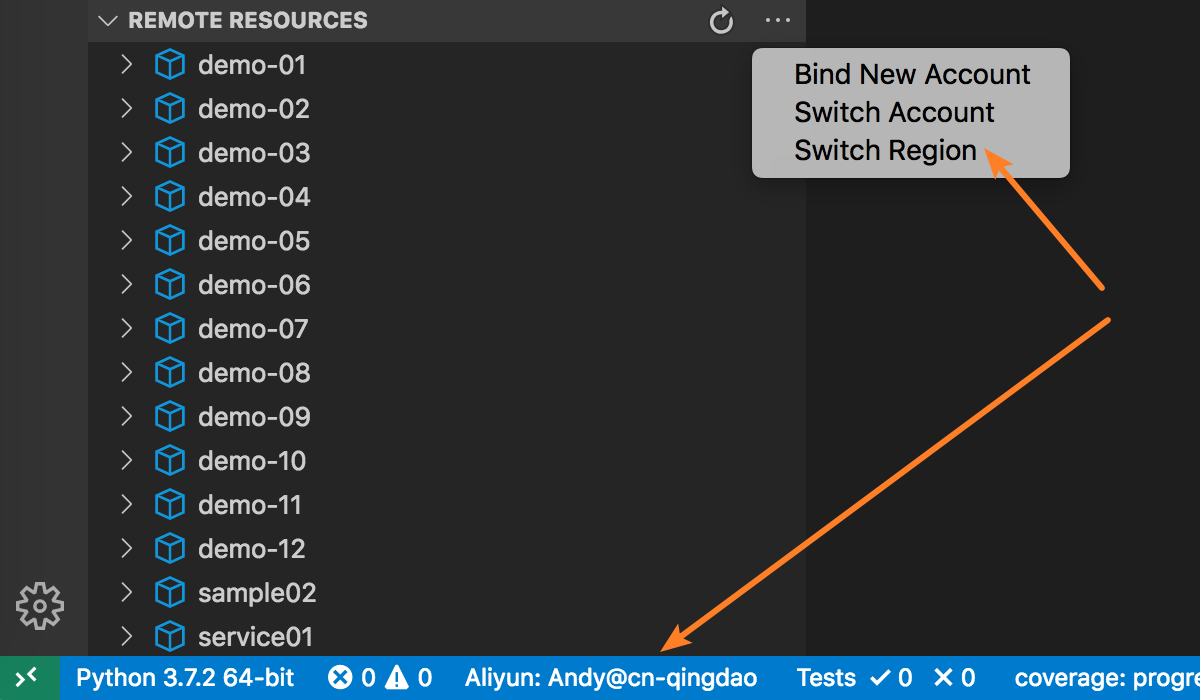 REMOTE RESOURCES
Bind New Account
Switch Account
Switch Region
demo-01
demo-02
demo-03
demo-04
demo-05
demo-06
demo-07
demo-08
demo-09
demo-10
demo-11
demo-12
sample02
service01
Python 3.7.2 64-bit 0 0 Aliyun: Andy@cn-qingdao Tests 0 0 coverage: progre